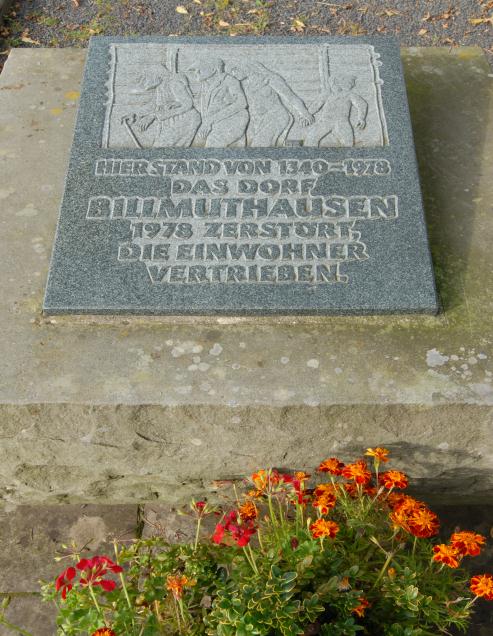 HIER STAND VON 1340–1978
DAS DORF
BILLMUTHAUSEN
1978 ZERSTÖRT,
DIE EINWOHNER
VERTRIEBEN.